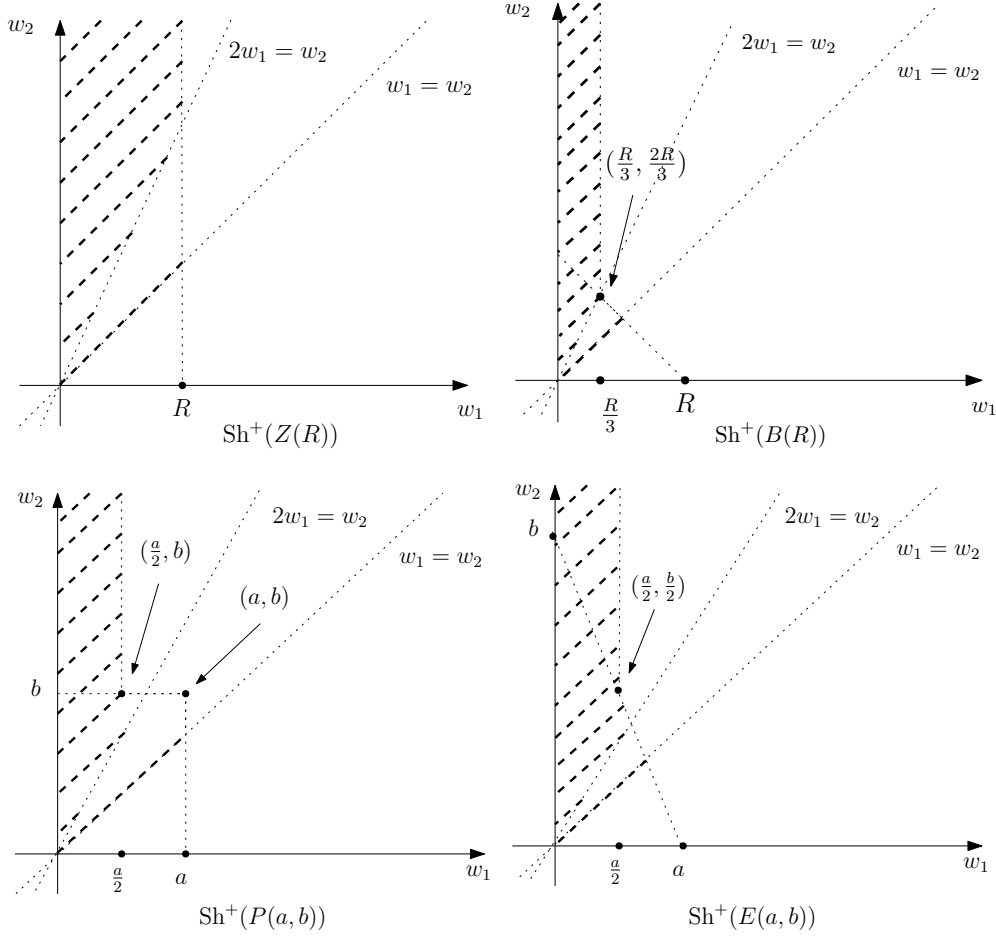 w₂
2w₁ = w₂
w₁ = w₂
R
w₁
Sh⁺(Z(R))
w₂
2w₁ = w₂
w₁ = w₂
(R/3, 2R/3)
R/3
R
w₁
Sh⁺(B(R))
w₂
2w₁ = w₂
w₁ = w₂
(a/2, b)
(a, b)
b
a/2
a
w₁
Sh⁺(P(a, b))
w₂
b
2w₁ = w₂
w₁ = w₂
(a/2, b/2)
a/2
a
w₁
Sh⁺(E(a, b))